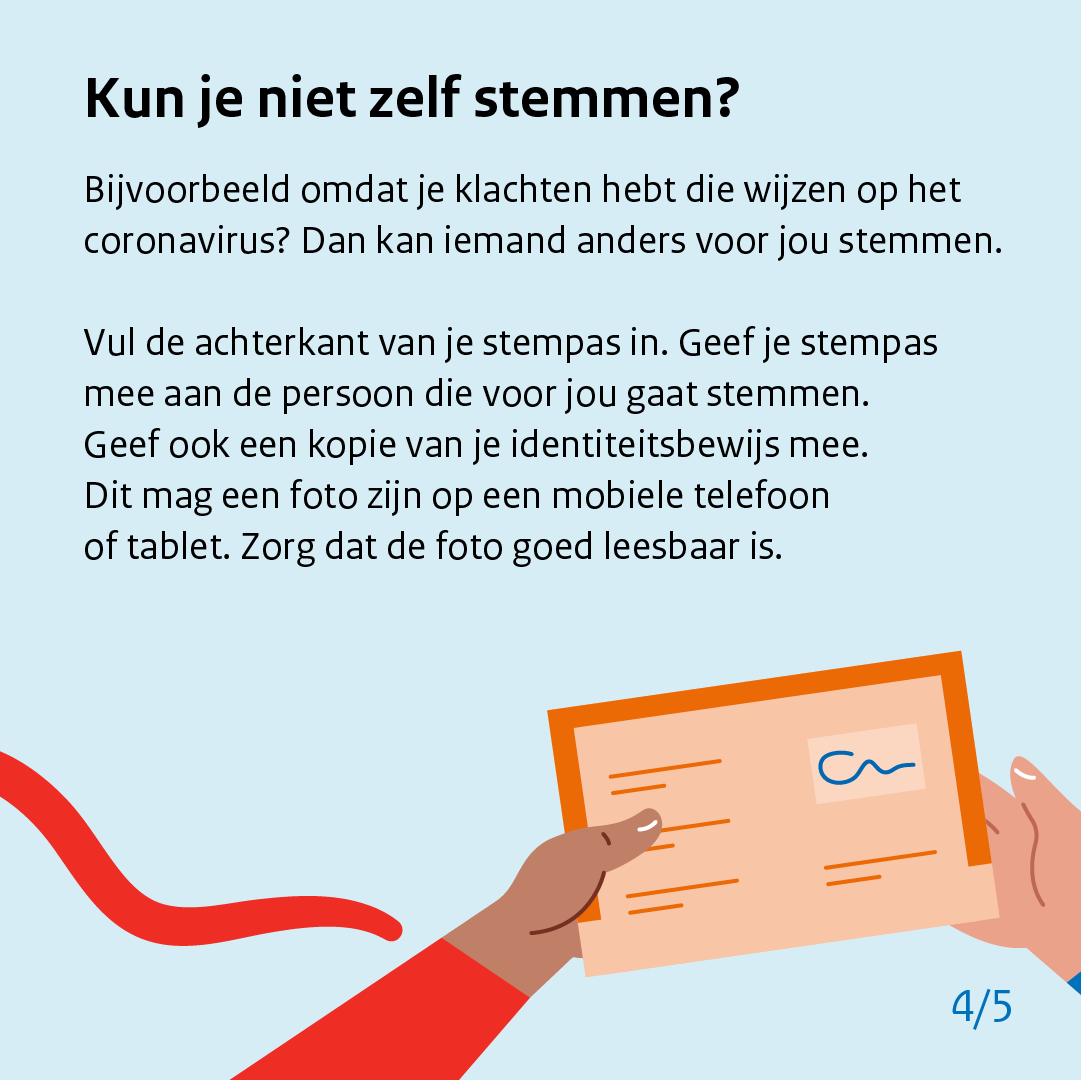 Kun je niet zelf stemmen?
Bijvoorbeeld omdat je klachten hebt die wijzen op het
coronavirus? Dan kan iemand anders voor jou stemmen.
Vul de achterkant van je stempas in. Geef je stempas
mee aan de persoon die voor jou gaat stemmen.
Geef ook een kopie van je identiteitsbewijs mee.
Dit mag een foto zijn op een mobiele telefoon
of tablet. Zorg dat de foto goed leesbaar is.
4/5